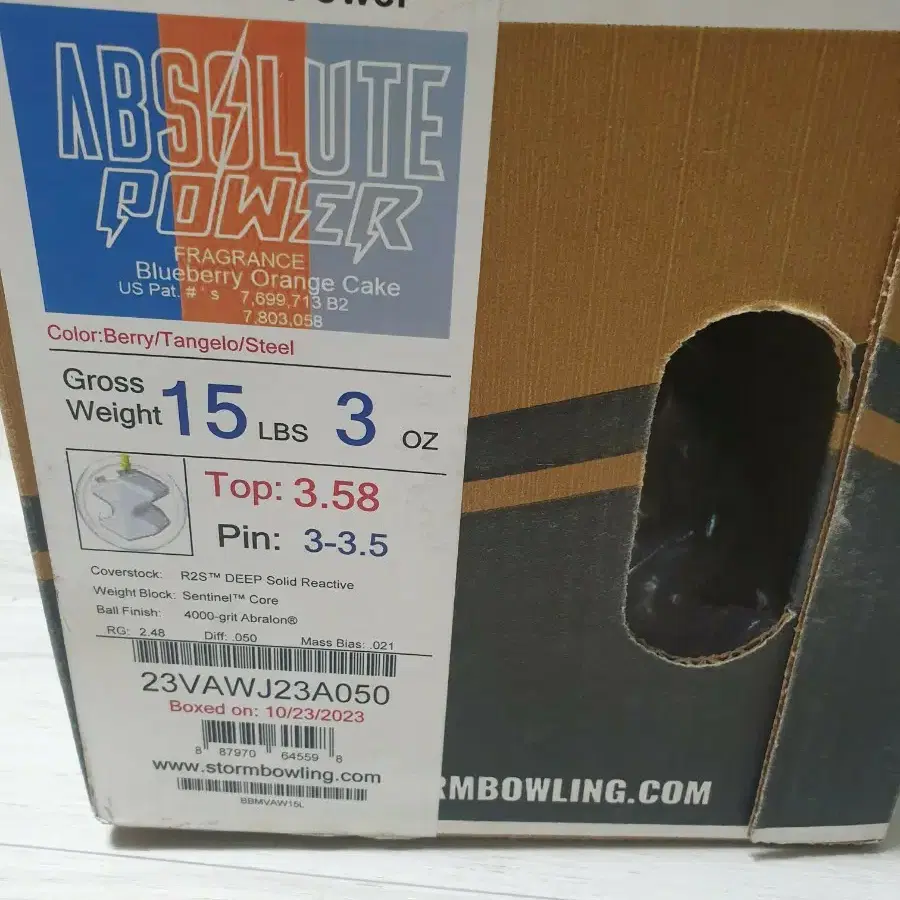 ABSOLUTE
POWER
FRAGRANCE
Blueberry Orange Cake
US Pat. #'s 7,699,713 B2
7,803,058
Color:Berry/Tangelo/Steel
Gross Weight 15 LBS 3 OZ
Top: 3.58
Pin: 3-3.5
Coverstock: R2S™ DEEP Solid Reactive
Weight Block: Sentinel™ Core
Ball Finish: 4000-grit Abralon®
RG: 2.48 Diff: .050 Mass Bias: .021
23VAWJ23A050
Boxed on: 10/23/2023
8 87970 64559 8
www.stormbowling.com
BBMVAW15L
RMBOWLING.COM